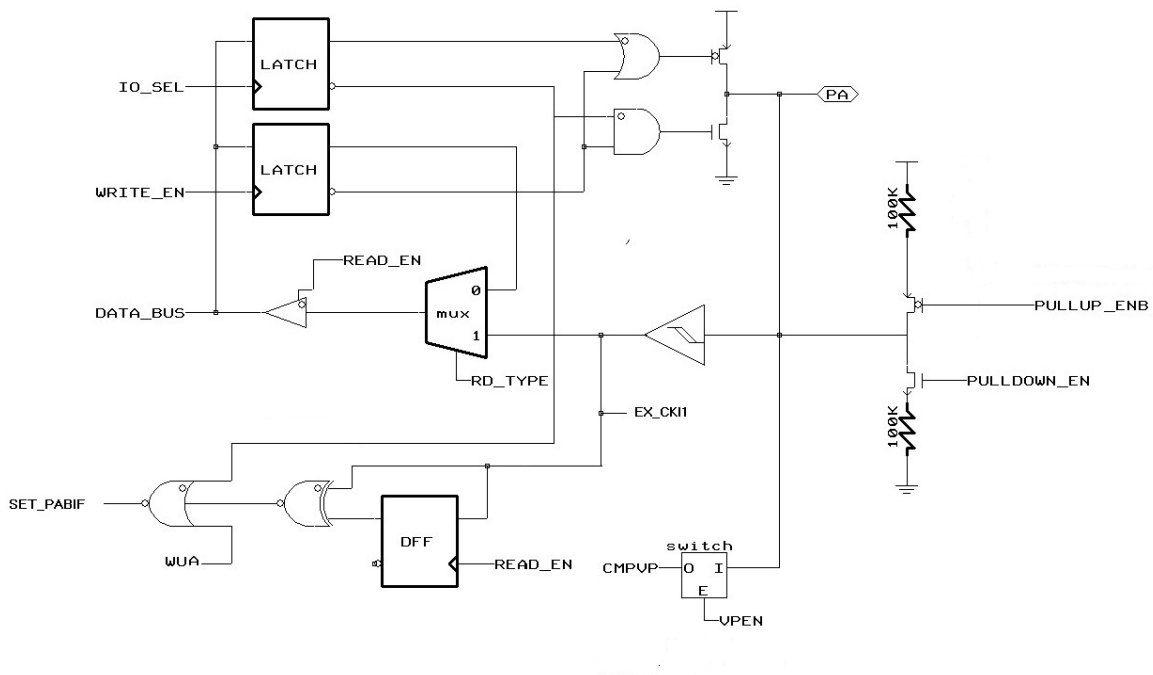 LATCH
IO_SEL
PA
LATCH
WRITE_EN
100K
READ_EN
0
DATA_BUS
mux
PULLUP_ENB
1
RD_TYPE
PULLDOWN_EN
EX_CKI1
100K
SET_PABIF
DFF
WUA
READ_EN
switch
CMPVP
O I
E
VPEN